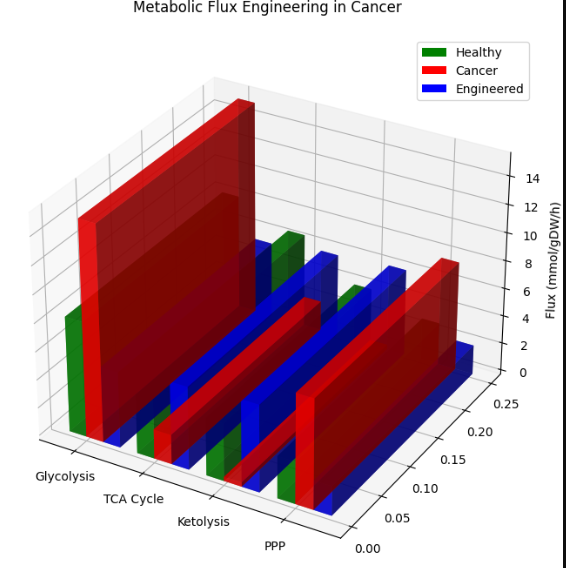 Metabolic Flux Engineering in Cancer
Healthy
Cancer
Engineered
14
12
10
8
6
4
2
0
Flux (mmol/gDW/h)
0.25
0.20
0.15
0.10
0.05
0.00
Glycolysis
TCA Cycle
Ketolysis
PPP